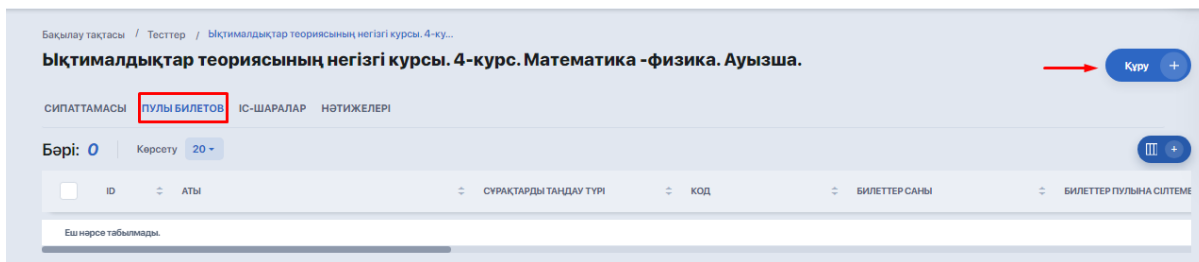 Бақылау тақтасы / Тесттер / Ықтималдықтар теориясының негізгі курсы. 4-ку...
Ықтималдықтар теориясының негізгі курсы. 4-курс. Математика -физика. Ауызша.
Құру +
СИПАТТАМАСЫ ПУЛЫ БИЛЕТОВ ІС-ШАРАЛАР НӘТИЖЕЛЕРІ
Бәрі: 0 Көрсету 20
ID АТЫ СҰРАҚТАРДЫ ТАҢДАУ ТҮРІ КОД БИЛЕТТЕР САНЫ БИЛЕТТЕР ПУЛЫНА СІЛТЕМЕ
Еш нәрсе табылмады.